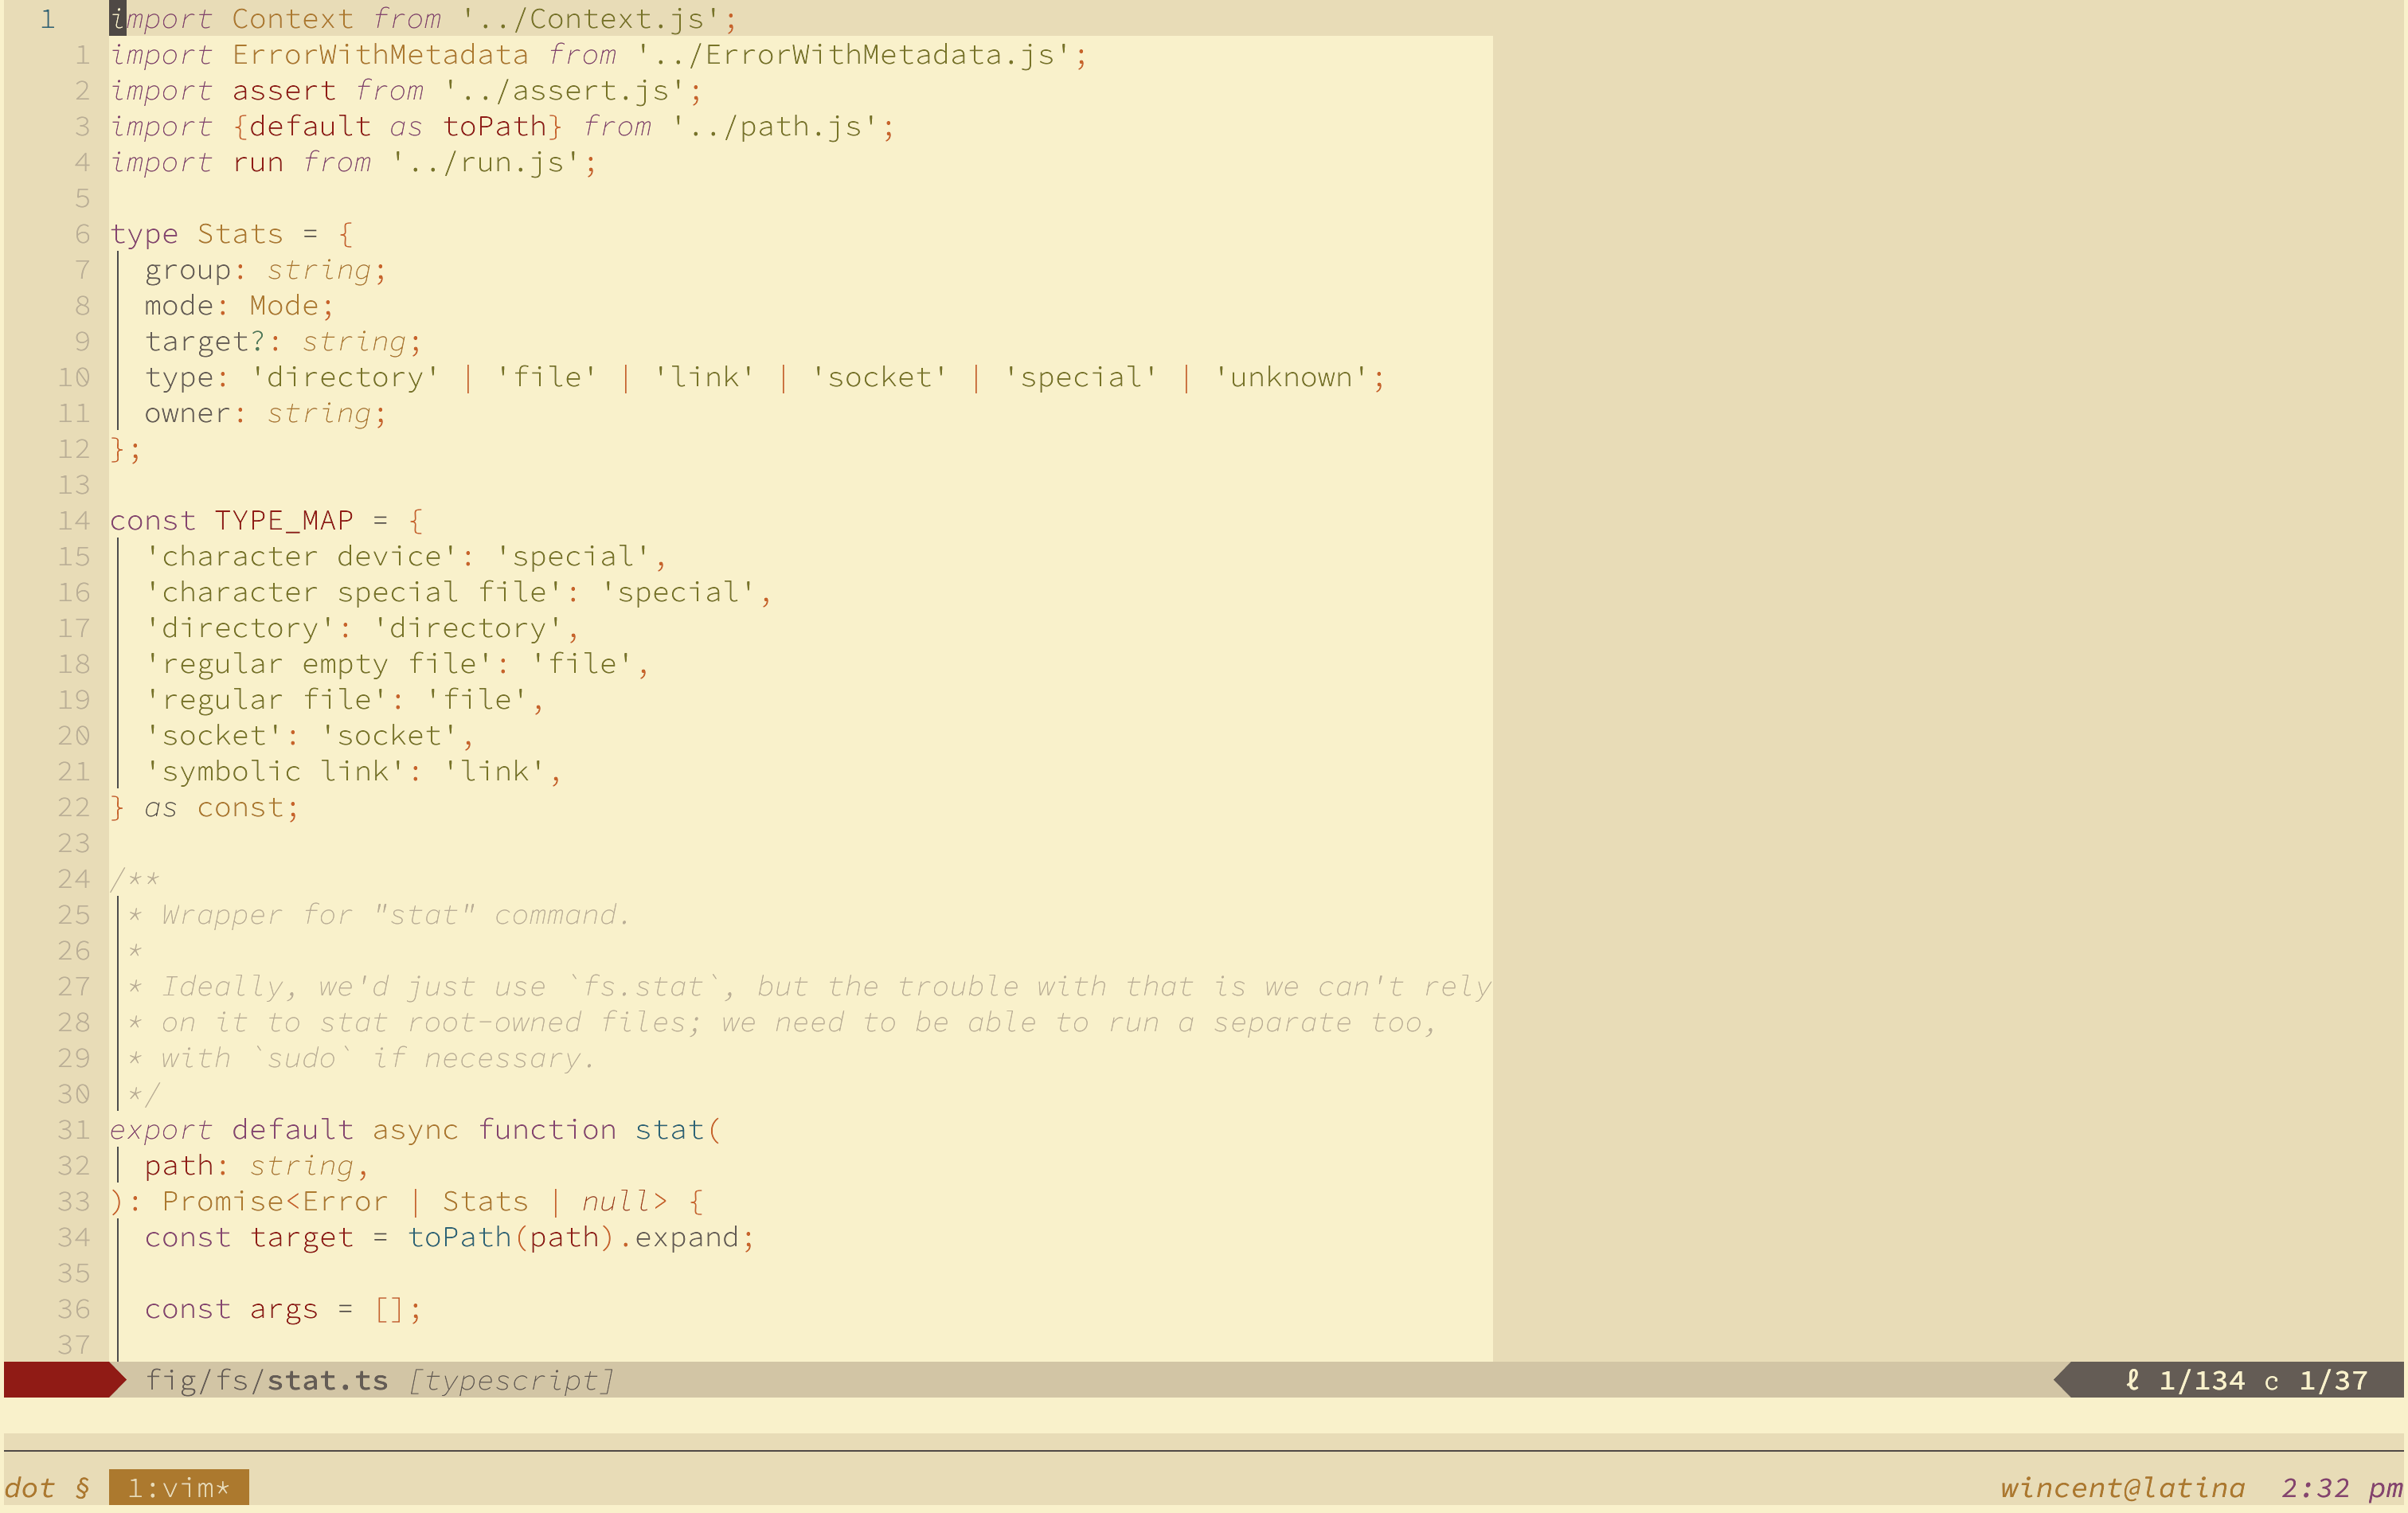 1 import Context from '../Context.js';
1 import ErrorWithMetadata from '../ErrorWithMetadata.js';
2 import assert from '../assert.js';
3 import {default as toPath} from '../path.js';
4 import run from '../run.js';
5
6 type Stats = {
7   group: string;
8   mode: Mode;
9   target?: string;
10   type: 'directory' | 'file' | 'link' | 'socket' | 'special' | 'unknown';
11   owner: string;
12 };
13
14 const TYPE_MAP = {
15   'character device': 'special',
16   'character special file': 'special',
17   'directory': 'directory',
18   'regular empty file': 'file',
19   'regular file': 'file',
20   'socket': 'socket',
21   'symbolic link': 'link',
22 } as const;
23
24 /**
25  * Wrapper for "stat" command.
26  *
27  * Ideally, we'd just use `fs.stat`, but the trouble with that is we can't rely
28  * on it to stat root-owned files; we need to be able to run a separate too,
29  * with `sudo` if necessary.
30  */
31 export default async function stat(
32   path: string,
33 ): Promise<Error | Stats | null> {
34   const target = toPath(path).expand;
35
36   const args = [];
37
fig/fs/stat.ts [typescript] ℓ 1/134 c 1/37
dot § 1:vim* wincent@latina 2:32 pm